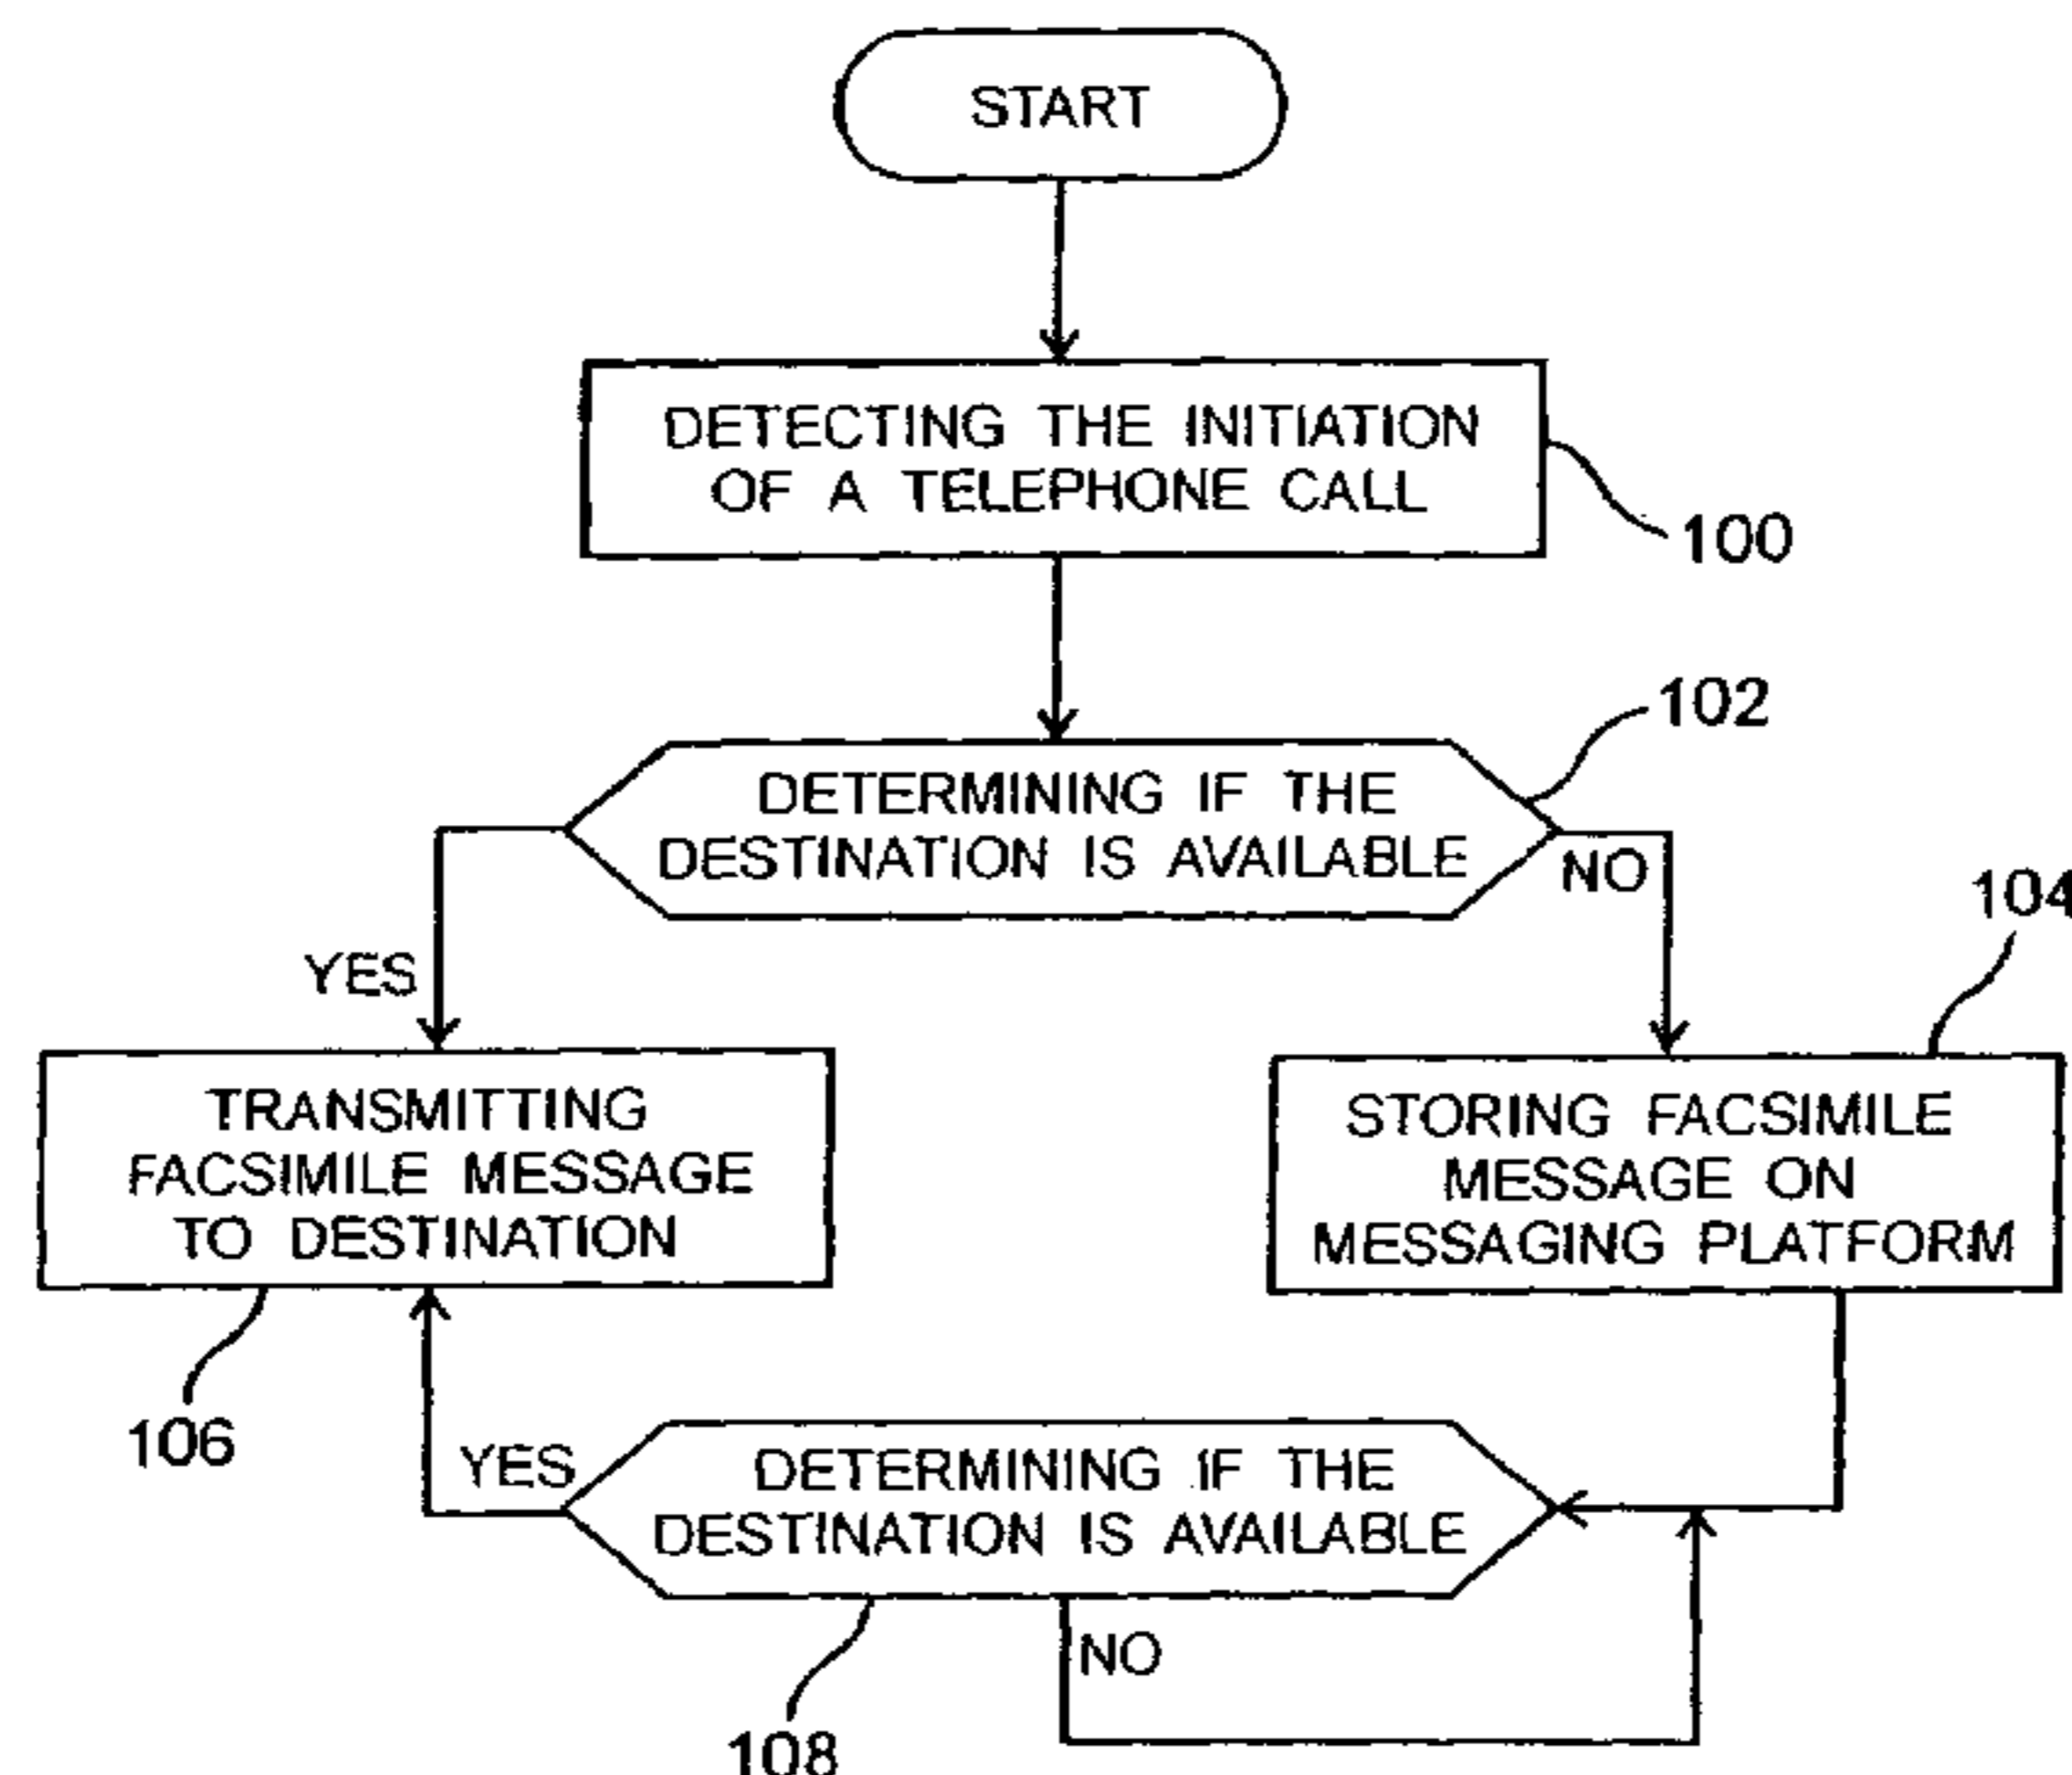 START
DETECTING THE INITIATION
OF A TELEPHONE CALL
100
102
DETERMINING IF THE
DESTINATION IS AVAILABLE
NO
104
YES
TRANSMITTING
FACSIMILE MESSAGE
TO DESTINATION
STORING FACSIMILE
MESSAGE ON
MESSAGING PLATFORM
106
YES
DETERMINING IF THE
DESTINATION IS AVAILABLE
NO
108